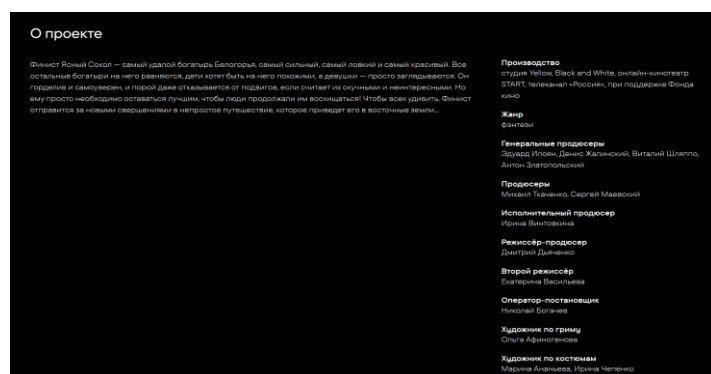 О проекте
Финист Ясный Сокол — самый удалой богатырь Белогорья, самый сильный, самый ловкий и самый красивый. Все
остальные богатыри на него равняются, дети хотят быть на него похожими, а девушки — просто заглядываются. Он
горделив и самоуверен, и порой даже отказывается от подвигов, если считает их скучными и неинтересными. Но
ему просто необходимо оставаться лучшим, чтобы люди продолжали им восхищаться! Чтобы всех удивить, Финист
отправится за новыми свершениями в непростое путешествие, которое приведет его в восточные земли...
Производство
студия Yellow, Black and White, онлайн-кинотеатр
START, телеканал «Россия», при поддержке Фонда
кино
Жанр
фэнтези
Генеральные продюсеры
Эдуард Илоян, Денис Жалинский, Виталий Шляппо,
Антон Златопольский
Продюсеры
Михаил Ткаченко, Сергей Маевский
Исполнительный продюсер
Ирина Винтовкина
Режиссёр-продюсер
Дмитрий Дьяченко
Второй режиссёр
Екатерина Васильева
Оператор-постановщик
Николай Богачев
Художник по гриму
Ольга Афиногенова
Художник по костюмам
Марина Ананьева, Ирина Чепенко